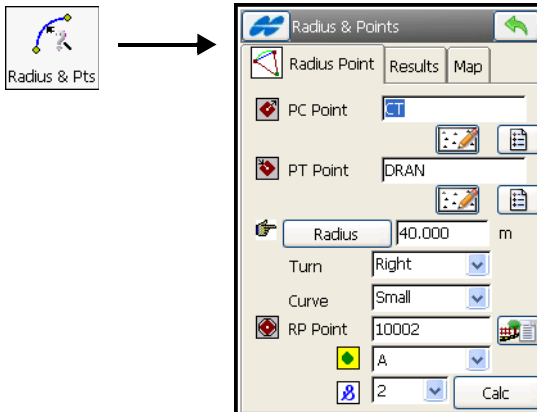 Radius & Pts
Radius & Points
Radius Point Results Map
PC Point CT
PT Point DRAN
Radius 40.000 m
Turn Right
Curve Small
RP Point 10002
A
2 Calc